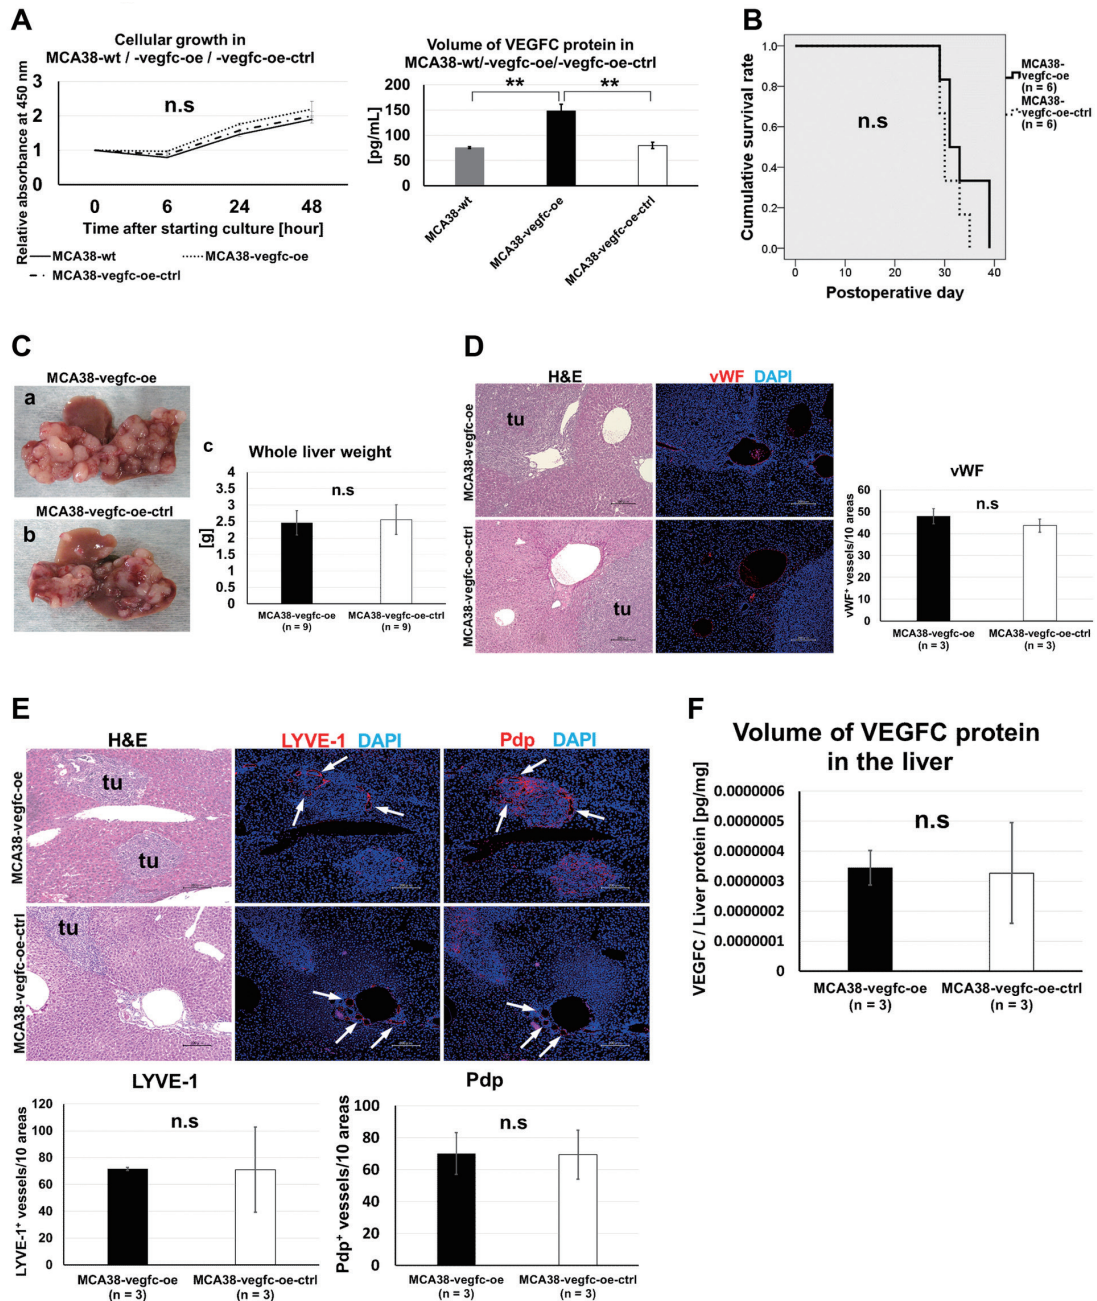 A
Cellular growth in
MCA38-wt / -vegfc-oe / -vegfc-oe-ctrl
Relative absorbance at 450 nm
3
2
1
0
n.s
0 6 24 48
Time after starting culture [hour]
MCA38-wt
MCA38-vegfc-oe
MCA38-vegfc-oe-ctrl
Volume of VEGFC protein in
MCA38-wt/-vegfc-oe/-vegfc-oe-ctrl
[pg/mL]
200
150
100
75
50
0
** **
MCA38-wt
MCA38-vegfc-oe
MCA38-vegfc-oe-ctrl
B
Cumulative survival rate
1.0
0.8
0.6
0.4
0.2
0.0
n.s
0 10 20 30 40
Postoperative day
MCA38-
vegfc-oe
(n = 6)
MCA38-
vegfc-oe-ctrl
(n = 6)
C
MCA38-vegfc-oe
a
MCA38-vegfc-oe-ctrl
b
c
Whole liver weight
[g]
4
3.5
3
2.5
2
1.5
1
0.5
0
n.s
MCA38-vegfc-oe
(n = 9)
MCA38-vegfc-oe-ctrl
(n = 9)
D
H&E
vWF DAPI
MCA38-vegfc-oe
tu
MCA38-vegfc-oe-ctrl
tu
vWF
vWF+ vessels/10 areas
60
50
40
30
20
10
0
n.s
MCA38-vegfc-oe
(n = 3)
MCA38-vegfc-oe-ctrl
(n = 3)
E
H&E
LYVE-1 DAPI
Pdp DAPI
MCA38-vegfc-oe
tu
tu
MCA38-vegfc-oe-ctrl
tu
LYVE-1
LYVE-1+ vessels/10 areas
120
100
80
60
40
20
0
n.s
MCA38-vegfc-oe
(n = 3)
MCA38-vegfc-oe-ctrl
(n = 3)
Pdp
Pdp+ vessels/10 areas
100
80
60
40
20
0
n.s
MCA38-vegfc-oe
(n = 3)
MCA38-vegfc-oe-ctrl
(n = 3)
F
Volume of VEGFC protein
in the liver
VEGFC / Liver protein [pg/mg]
0.0000006
0.0000005
0.0000004
0.0000003
0.0000002
0.0000001
0
n.s
MCA38-vegfc-oe
(n = 3)
MCA38-vegfc-oe-ctrl
(n = 3)